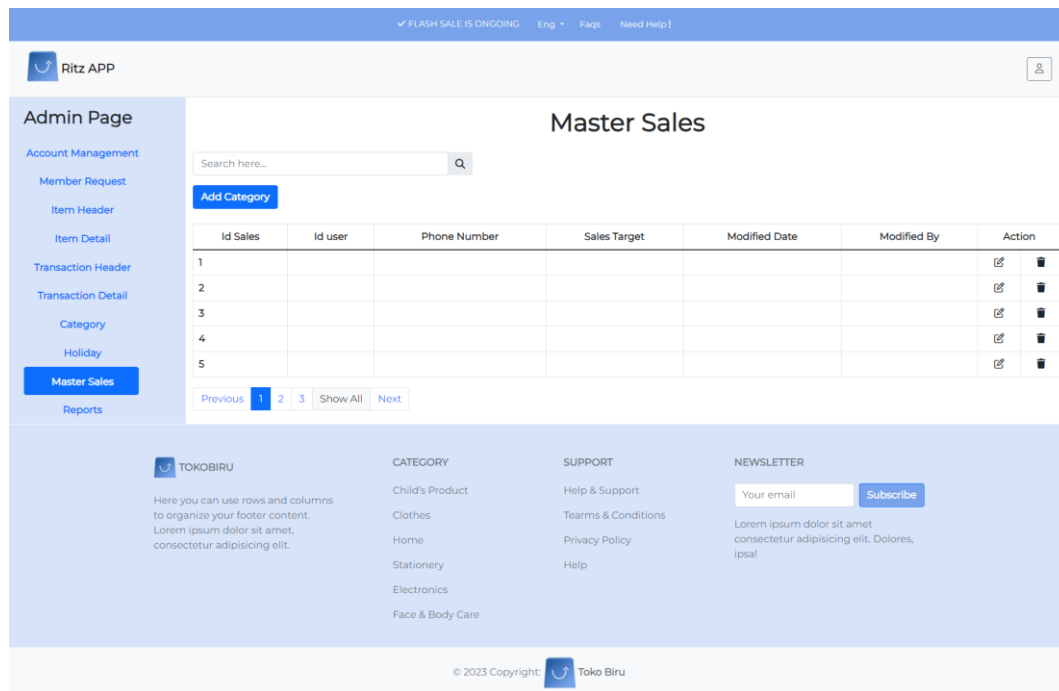 FLASH SALE IS ONGOING Eng Faqs Need Help!
Ritz APP
Admin Page
Account Management
Member Request
Item Header
Item Detail
Transaction Header
Transaction Detail
Category
Holiday
Master Sales
Reports
Master Sales
Search here...
Add Category
Id Sales Id user Phone Number Sales Target Modified Date Modified By Action
1
2
3
4
5
Previous 1 2 3 Show All Next
TOKOBIRU
Here you can use rows and columns
to organize your footer content.
Lorem ipsum dolor sit amet,
consectetur adipisicing elit.
CATEGORY
Child's Product
Clothes
Home
Stationery
Electronics
Face & Body Care
SUPPORT
Help & Support
Tearms & Conditions
Privacy Policy
Help
NEWSLETTER
Your email Subscribe
Lorem ipsum dolor sit amet
consectetur adipisicing elit. Dolores,
ipsa!
© 2023 Copyright: Toko Biru